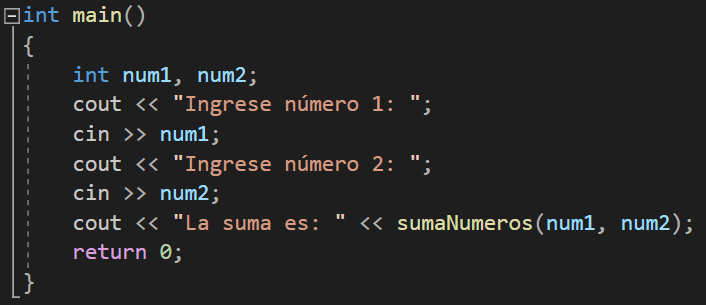 int main()
{
int num1, num2;
cout << "Ingrese número 1: ";
cin >> num1;
cout << "Ingrese número 2: ";
cin >> num2;
cout << "La suma es: " << sumaNumeros(num1, num2);
return 0;
}